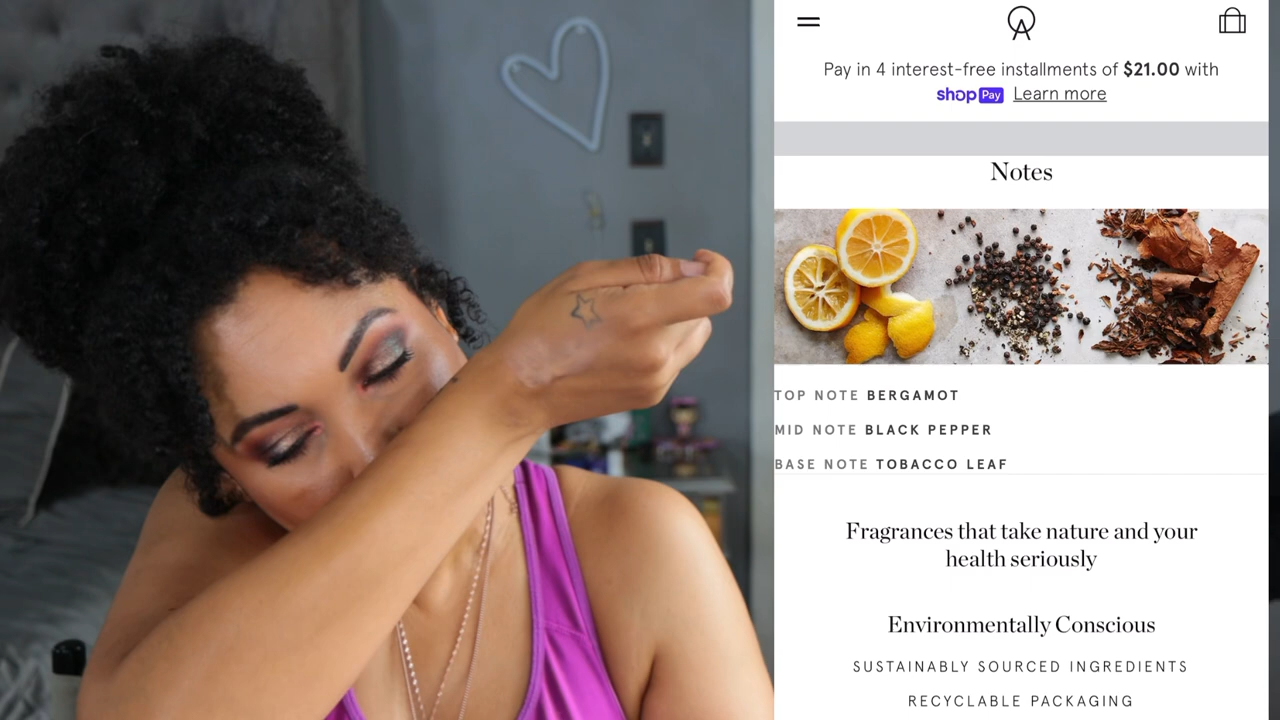 Pay in 4 interest-free installments of $21.00 with
shop Pay Learn more
Notes
TOP NOTE BERGAMOT
MID NOTE BLACK PEPPER
BASE NOTE TOBACCO LEAF
Fragrances that take nature and your
health seriously
Environmentally Conscious
SUSTAINABLY SOURCED INGREDIENTS
RECYCLABLE PACKAGING